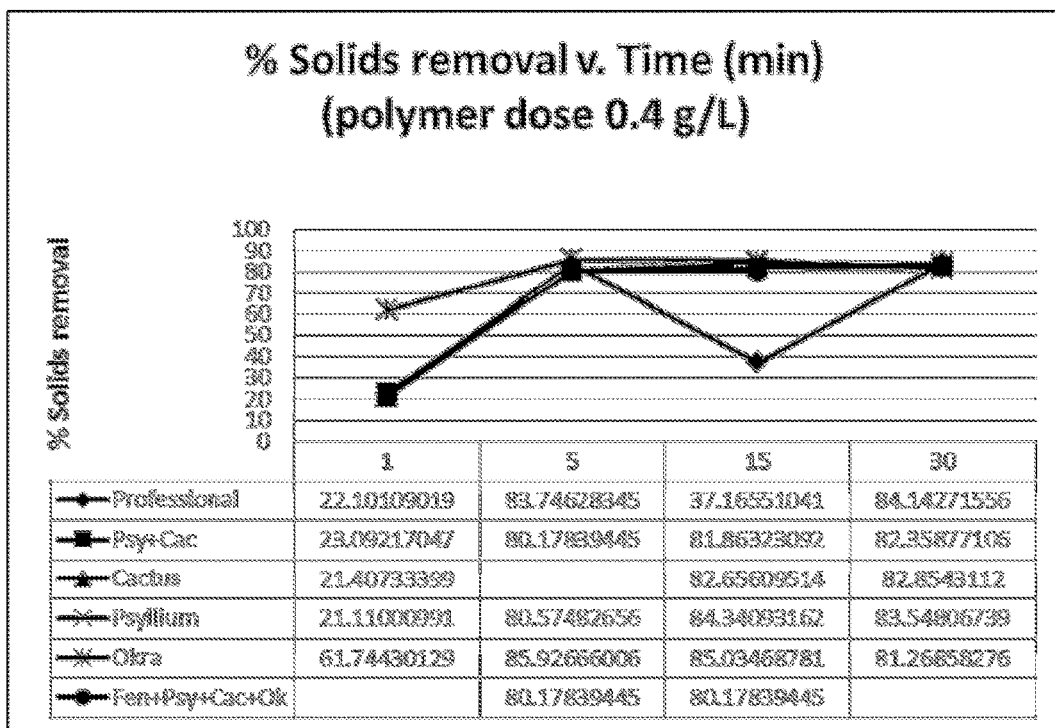 % Solids removal v. Time (min)
(polymer dose 0.4 g/L)
% Solids removal
100
90
80
70
60
50
40
30
20
10
0
1 5 15 30
Professional 22.10109019 83.74628345 37.16551041 84.14271556
Psy+Cac 23.09217047 80.17839445 81.86323092 82.35877106
Cactus 21.40733399 82.65609514 82.8543112
Psyllium 21.11000991 80.57482656 84.34093162 83.54806739
Okra 61.74430129 85.92666006 85.03468781 81.26858276
Fen+Psy+Cac+Ok 80.17839445 80.17839445